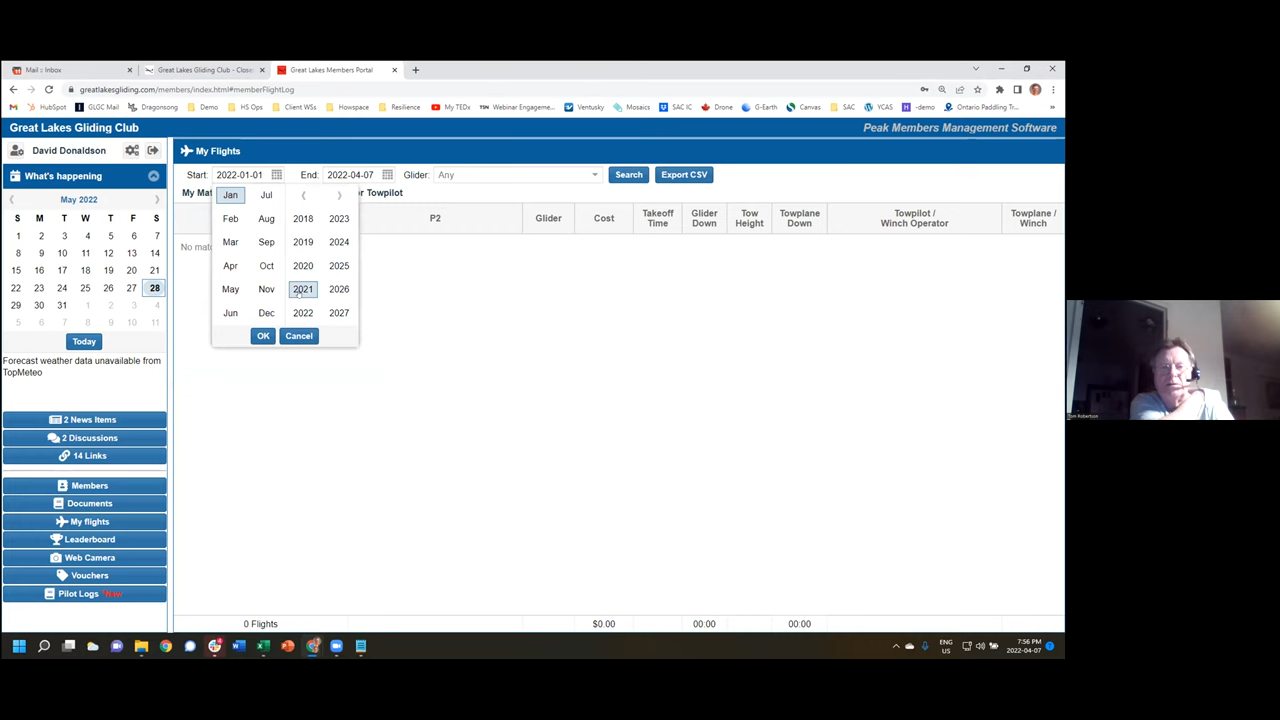 Mail :: Inbox
Great Lakes Gliding Club - Close
Great Lakes Members Portal
greatlakesgliding.com/members/index.html#memberFlightLog
HubSpot
GLGC Mail
Dragonsong
Demo
HS Ops
Client WSs
Howspace
Resilience
My TEDx
TSN Webinar Engageme...
Ventusky
Mosaics
SAC IC
Drone
G-Earth
Canvas
SAC
YCAS
-demo
Ontario Paddling Tr...
Great Lakes Gliding Club
Peak Members Management Software
David Donaldson
My Flights
What's happening
Start: 2022-01-01
End: 2022-04-07
Glider: Any
Search
Export CSV
May 2022
S M T W T F S
1 2 3 4 5 6 7
8 9 10 11 12 13 14
15 16 17 18 19 20 21
22 23 24 25 26 27 28
29 30 31 1 2 3 4
5 6 7 8 9 10 11
Today
Forecast weather data unavailable from
TopMeteo
2 News Items
2 Discussions
14 Links
Members
Documents
My flights
Leaderboard
Web Camera
Vouchers
Pilot Logs New
My Mat
r Towpilot
P2
Glider
Cost
Takeoff
Time
Glider
Down
Tow
Height
Towplane
Down
Towpilot /
Winch Operator
Towplane /
Winch
No matc
Jan Jul
Feb Aug 2018 2023
Mar Sep 2019 2024
Apr Oct 2020 2025
May Nov 2021 2026
Jun Dec 2022 2027
OK Cancel
0 Flights
$0.00
00:00
00:00
ENG
US
7:56 PM
2022-04-07
Tom Robertson